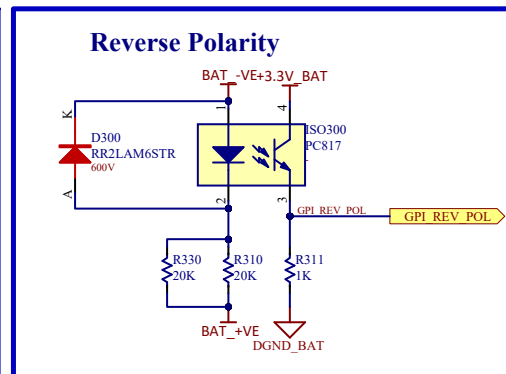 Reverse Polarity
BAT_-VE
+3.3V_BAT
K
1
4
D300
RR2LAM6STR
600V
ISO300
PC817
-
A
2
3
GPI_REV_POL
GPI_REV_POL
R330
20K
R310
20K
R311
1K
BAT_+VE
DGND_BAT